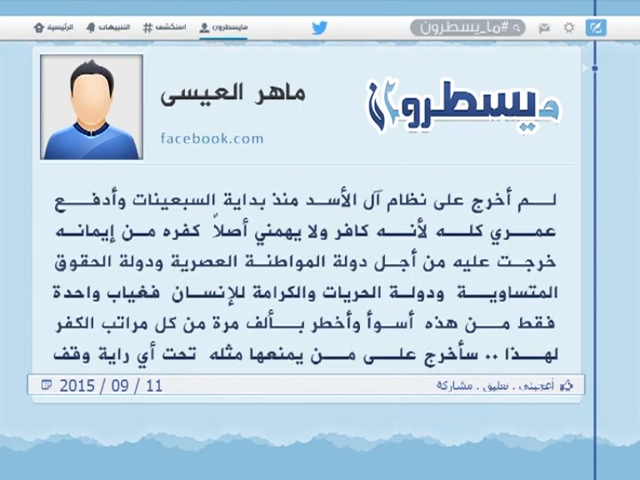 الرئيسية
التنبيهات
استكشف
مايسطرون
#ما_يسطرون
ما يسطرون
ماهر العيسى
facebook.com
لم أخرج على نظام آل الأسد منذ بداية السبعينات وأدفع
عمري كله لأنه كافر ولا يهمني أصلاً كفره من إيمانه
خرجت عليه من أجل دولة المواطنة العصرية ودولة الحقوق
المتساوية ودولة الحريات والكرامة للإنسان فغياب واحدة
فقط من هذه أسوأ وأخطر بألف مرة من كل مراتب الكفر
لهذا .. سأخرج على من يمنعها مثله تحت أي راية وقف
أعجبني . تعليق . مشاركة
2015 / 09 / 11